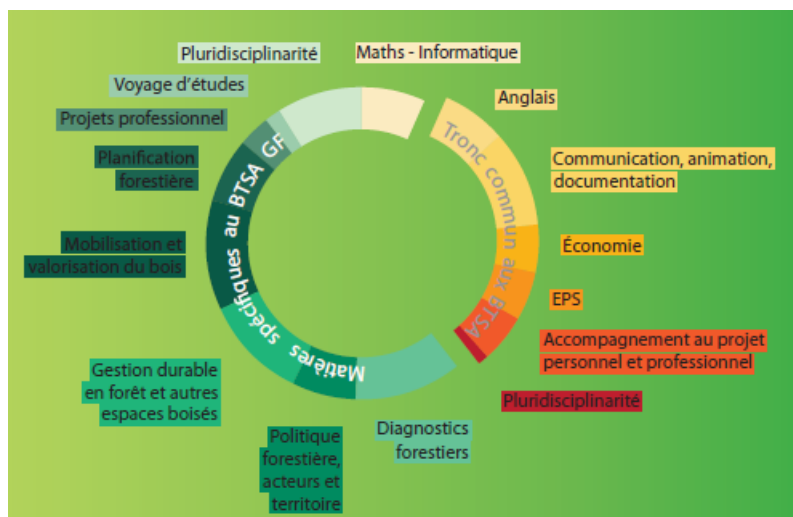 Pluridisciplinarité
Maths - Informatique
Voyage d'études
Anglais
Projets professionnel
Communication, animation,
documentation
Planification
forestière
Économie
Mobilisation et
valorisation du bois
EPS
Accompagnement au projet
personnel et professionnel
Gestion durable
en forêt et autres
espaces boisés
Pluridisciplinarité
Diagnostics
forestiers
Politique
forestière,
acteurs et
territoire
Tronc commun aux BTSA
Matières spécifiques au BTSA GF